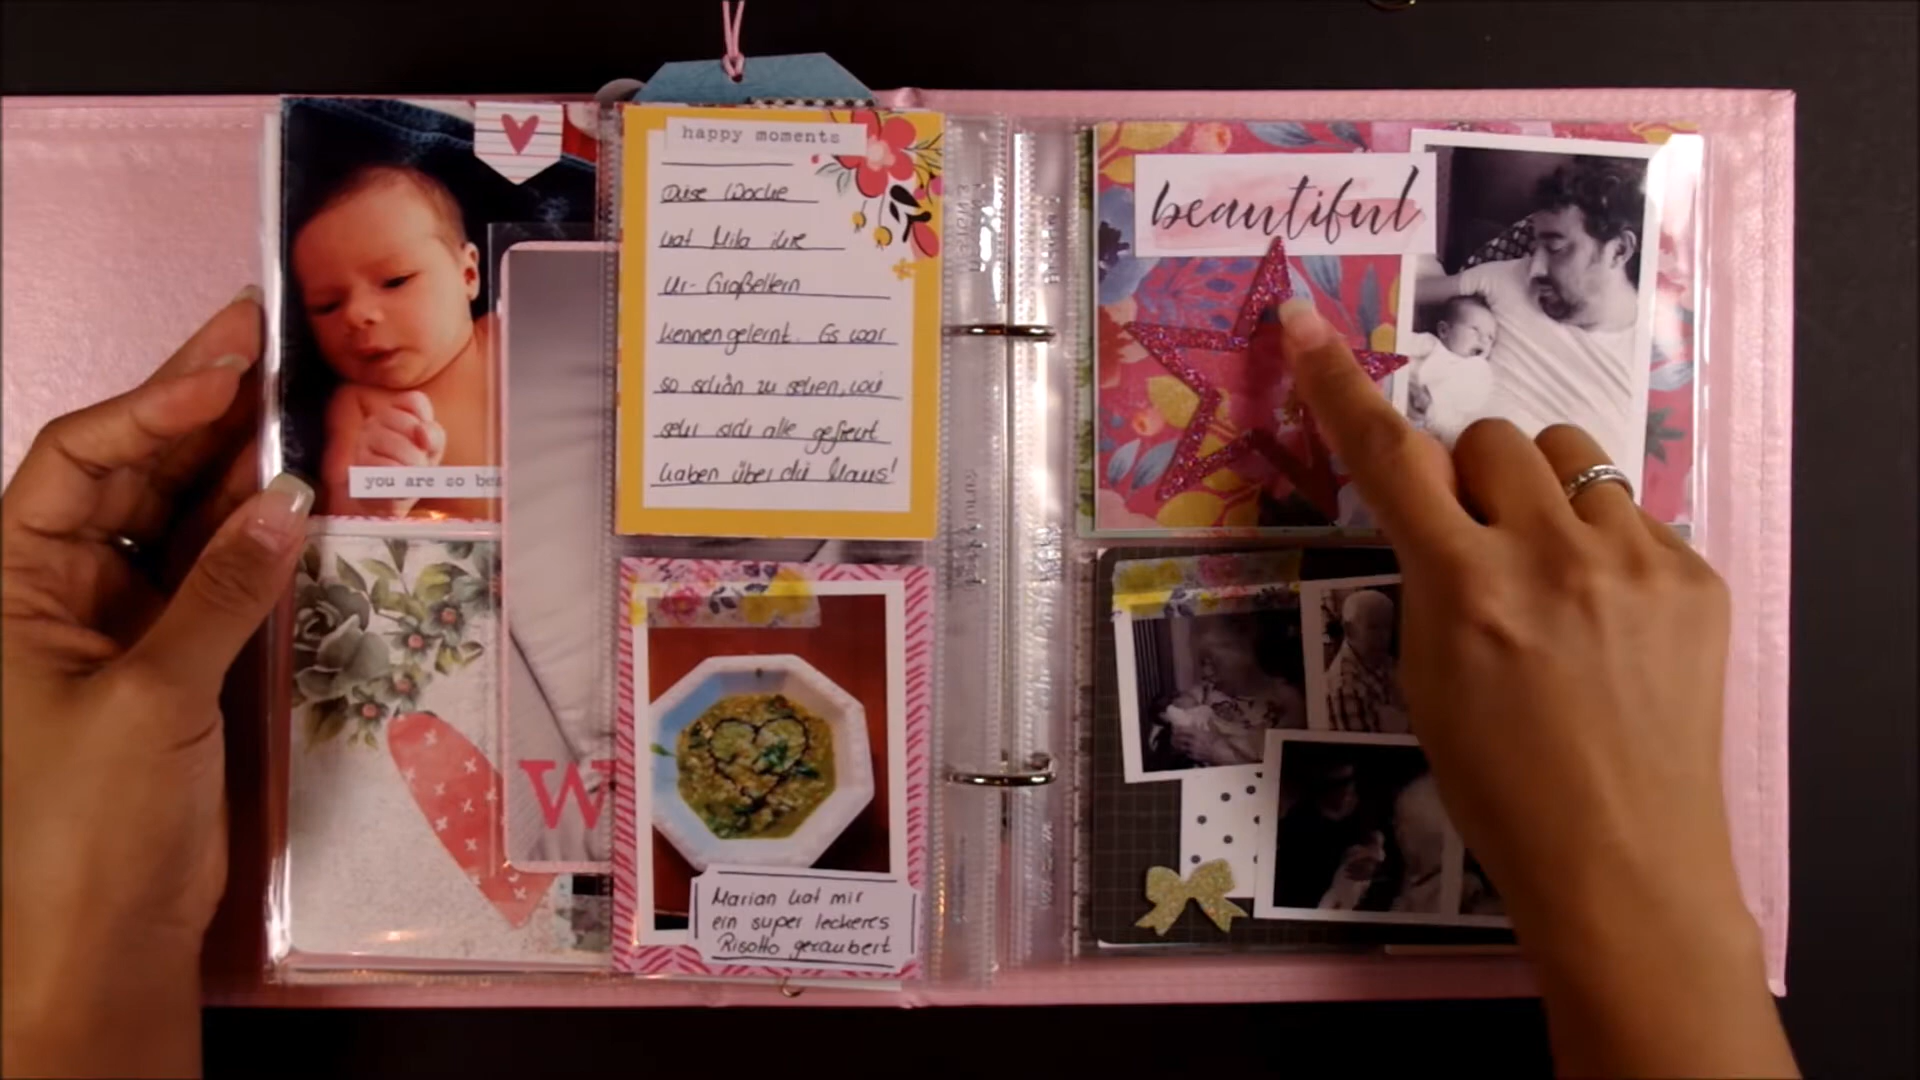 happy moments
Diese Woche
hat Mila ihre
Ur-Großeltern
kennengelernt. Es war
so schön zu sehen, wie
sehr sich alle gefreut
haben über die Maus!
you are so bea
W
Marian hat mir
ein super leckeres
Risotto gezaubert
beautiful